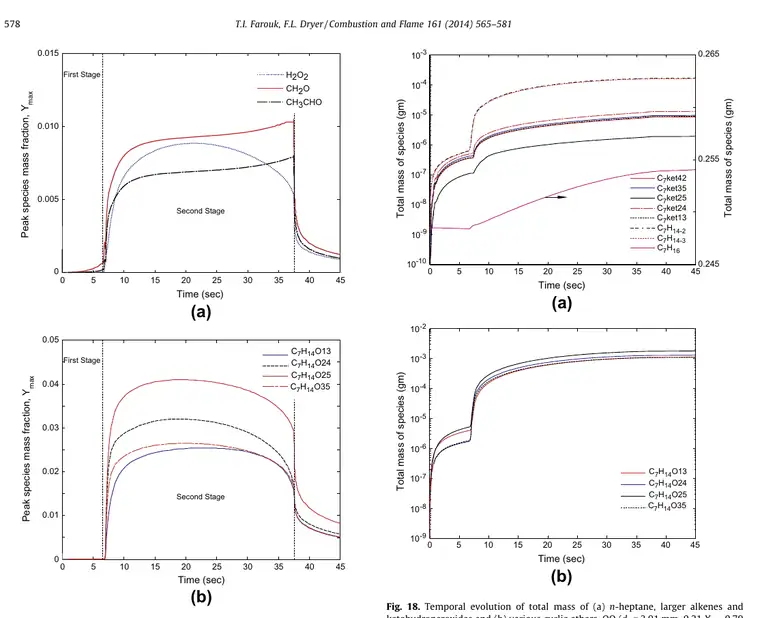 578
T.I. Farouk, F.L. Dryer / Combustion and Flame 161 (2014) 565–581
0.015
First Stage
H2O2
CH2O
CH3CHO
0.010
0.005
0
Second Stage
Peak species mass fraction, Ymax
0 5 10 15 20 25 30 35 40 45
Time (sec)
(a)
0.05
First Stage
C7H14O13
C7H14O24
C7H14O25
C7H14O35
0.04
0.03
0.02
0.01
0
Second Stage
Peak species mass fraction, Ymax
0 5 10 15 20 25 30 35 40 45
Time (sec)
(b)
10-3
10-4
10-5
10-6
10-7
10-8
10-9
10-10
Total mass of species (gm)
0.265
0.255
0.245
Total mass of species (gm)
C7ket42
C7ket35
C7ket25
C7ket24
C7ket13
C7H14-2
C7H14-3
C7H16
0 5 10 15 20 25 30 35 40 45
Time (sec)
(a)
10-2
10-3
10-4
10-5
10-6
10-7
10-8
10-9
Total mass of species (gm)
C7H14O13
C7H14O24
C7H14O25
C7H14O35
0 5 10 15 20 25 30 35 40 45
Time (sec)
(b)
Fig. 18. Temporal evolution of total mass of (a) n-heptane, larger alkenes and